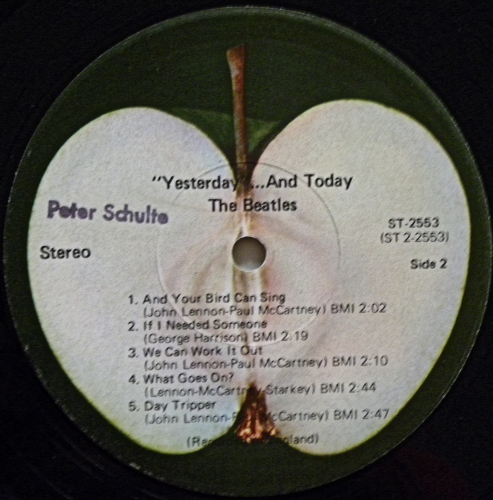 "Yesterday"...And Today
The Beatles
Peter Schulte
ST-2553
(ST 2-2553)
Stereo
Side 2
1. And Your Bird Can Sing
(John Lennon-Paul McCartney) BMI 2:02
2. If I Needed Someone
(George Harrison) BMI 2:19
3. We Can Work It Out
(John Lennon-Paul McCartney) BMI 2:10
4. What Goes On?
(Lennon-McCartney-Starkey) BMI 2:44
5. Day Tripper
(John Lennon-P McCartney) BMI 2:47